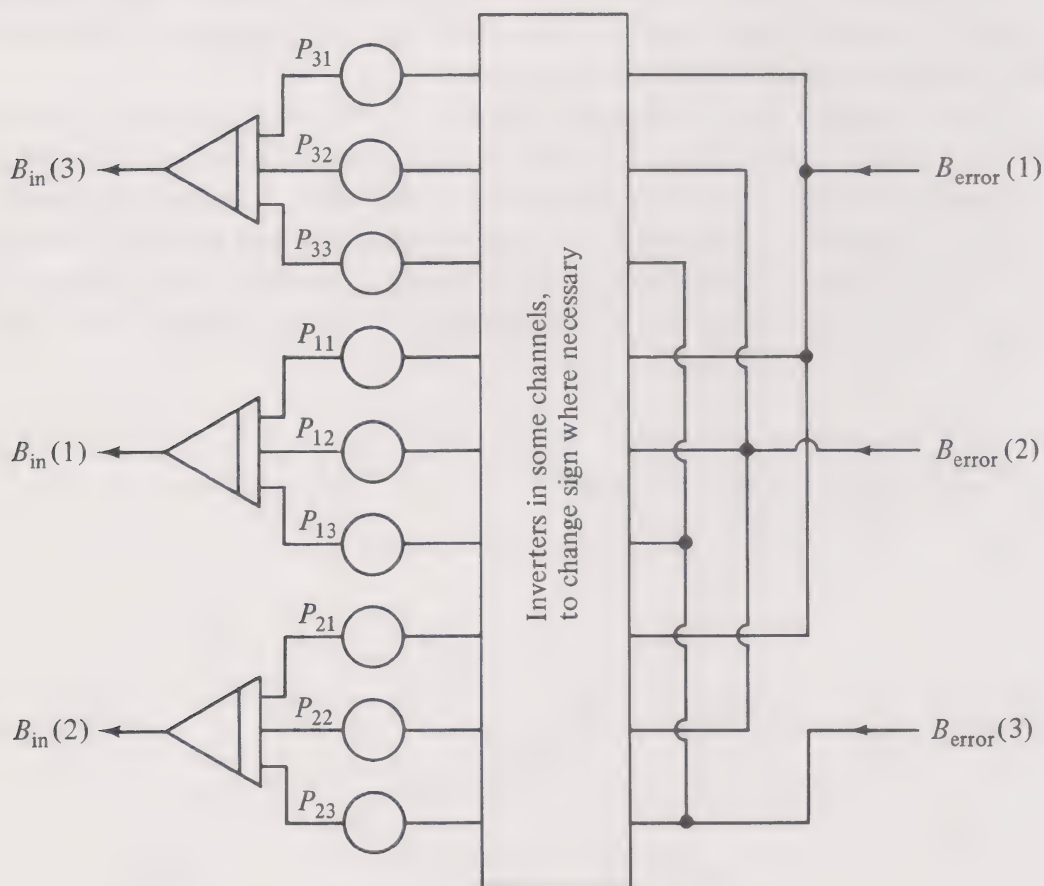 P31
P32
P33
B_in(3)
B_error(1)
P11
P12
P13
B_in(1)
B_error(2)
P21
P22
P23
B_in(2)
B_error(3)
Inverters in some channels,
to change sign where necessary